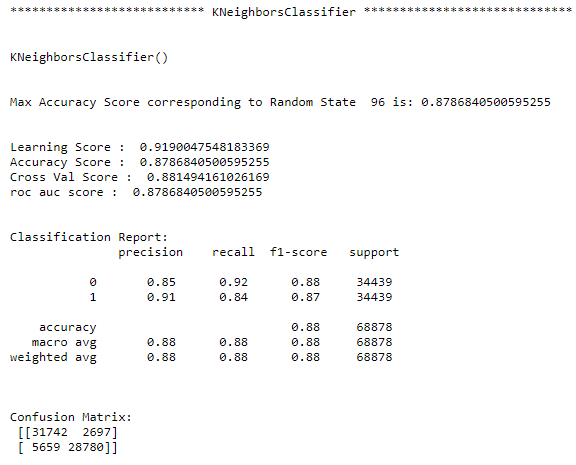 *************************** KNeighborsClassifier *****************************
KNeighborsClassifier()
Max Accuracy Score corresponding to Random State  96 is: 0.8786840500595255
Learning Score :  0.9190047548183369
Accuracy Score :  0.8786840500595255
Cross Val Score :  0.881494161026169
roc auc score :  0.8786840500595255
Classification Report:
              precision    recall  f1-score   support
           0       0.85      0.92      0.88     34439
           1       0.91      0.84      0.87     34439
    accuracy                           0.88     68878
   macro avg       0.88      0.88      0.88     68878
weighted avg       0.88      0.88      0.88     68878
Confusion Matrix:
 [[31742  2697]
 [ 5659 28780]]